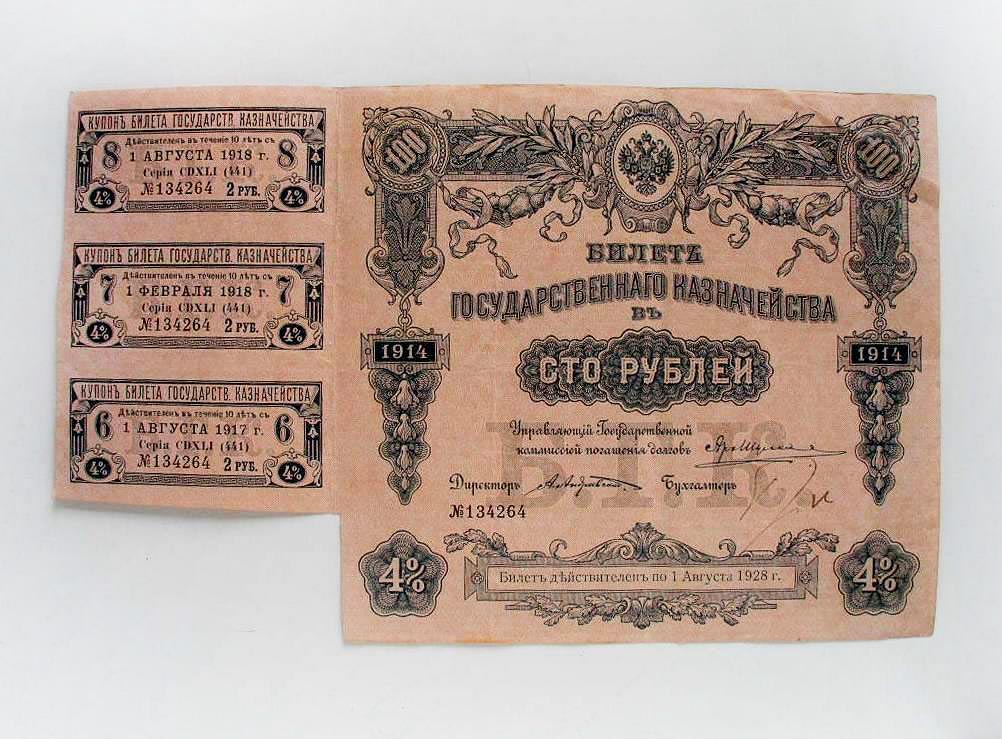 КУПОНЪ БИЛЕТА ГОСУДАРСТВ. КАЗНАЧЕЙСТВА
Дѣйствителенъ въ теченіе 10 лѣтъ съ
8 1 АВГУСТА 1918 г. 8
Серія CDXLI (441)
№134264 2 РУБ.
4% 4%
КУПОНЪ БИЛЕТА ГОСУДАРСТВ. КАЗНАЧЕЙСТВА
Дѣйствителенъ въ теченіе 10 лѣтъ съ
7 1 ФЕВРАЛЯ 1918 г. 7
Серія CDXLI (441)
№134264 2 РУБ.
4% 4%
КУПОНЪ БИЛЕТА ГОСУДАРСТВ. КАЗНАЧЕЙСТВА
Дѣйствителенъ въ теченіе 10 лѣтъ съ
6 1 АВГУСТА 1917 г. 6
Серія CDXLI (441)
№134264 2 РУБ.
4% 4%
100 100
БИЛЕТЪ
ГОСУДАРСТВЕННАГО КАЗНАЧЕЙСТВА
ВЪ
1914 1914
СТО РУБЛЕЙ
Управляющій Государственной
коммиссіей погашенія долговъ
Директоръ Бухгалтеръ
Б.Г.К.
№134264
4% 4%
Билетъ дѣйствителенъ по 1 Августа 1928 г.